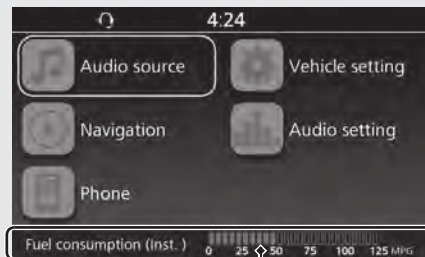 4:24
Audio source
Vehicle setting
Navigation
Audio setting
Phone
Fuel consumption (Inst.) 0 25 50 75 100 125 MPG